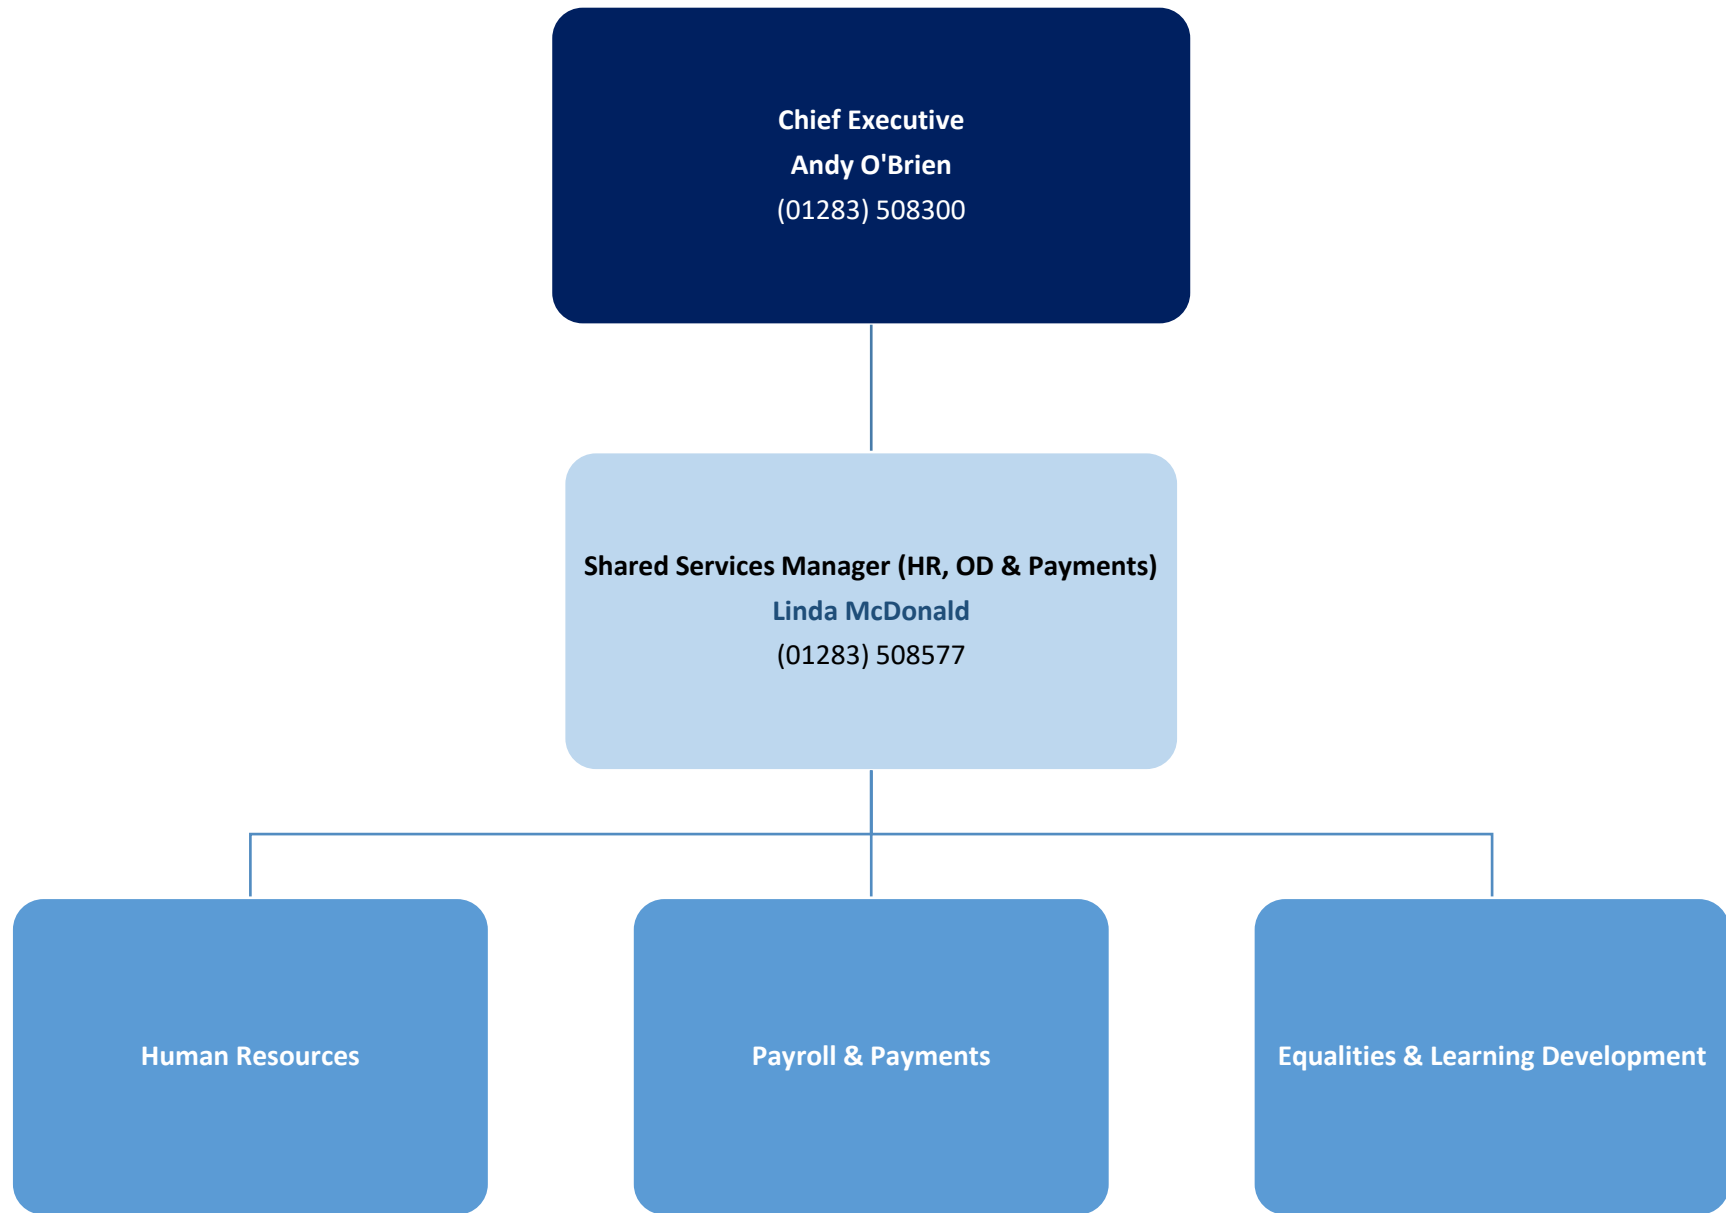 Chief Executive
Andy O'Brien
(01283) 508300
Shared Services Manager (HR, OD & Payments)
Linda McDonald
(01283) 508577
Human Resources
Payroll & Payments
Equalities & Learning Development